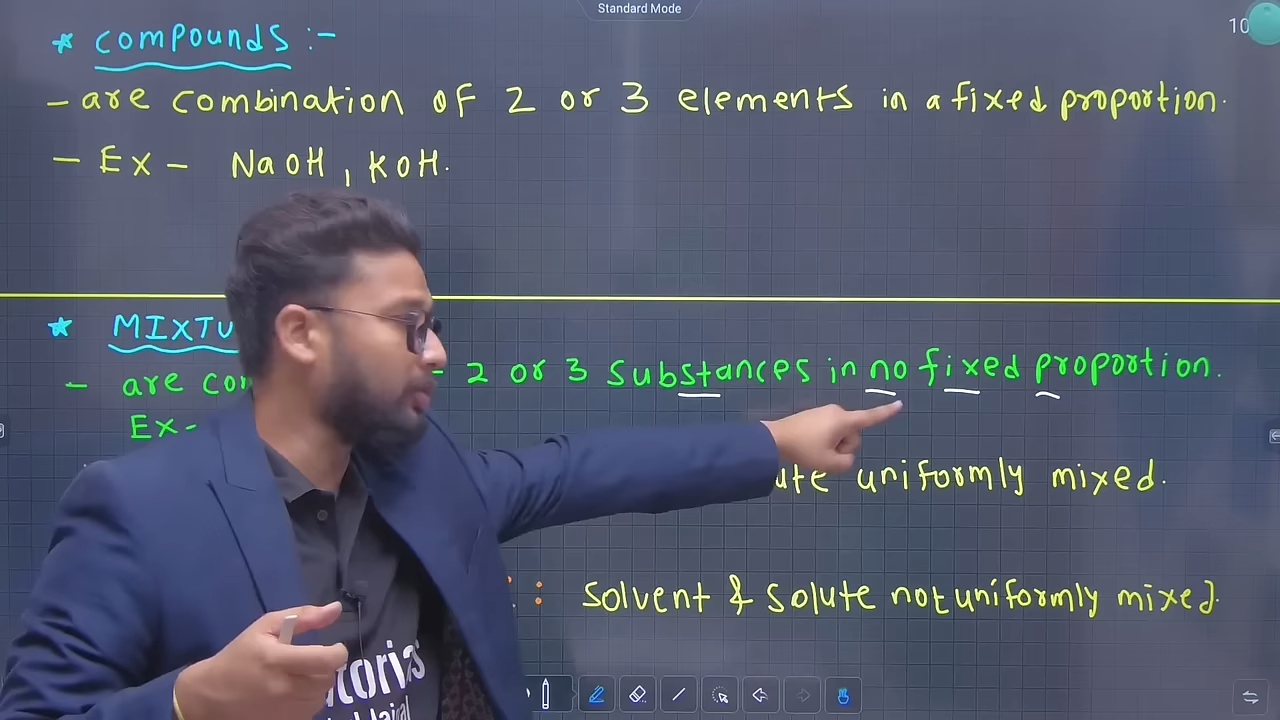 Standard Mode
10
* COMPOUNDS :-
- are combination OF 2 or 3 elements in a fixed proportion.
- Ex - NaOH, KOH.
* MIXTU
- are com - 2 or 3 substances in no fixed proportion.
Ex-
ute uniformly mixed.
: : solvent & solute not uniformly mixed.